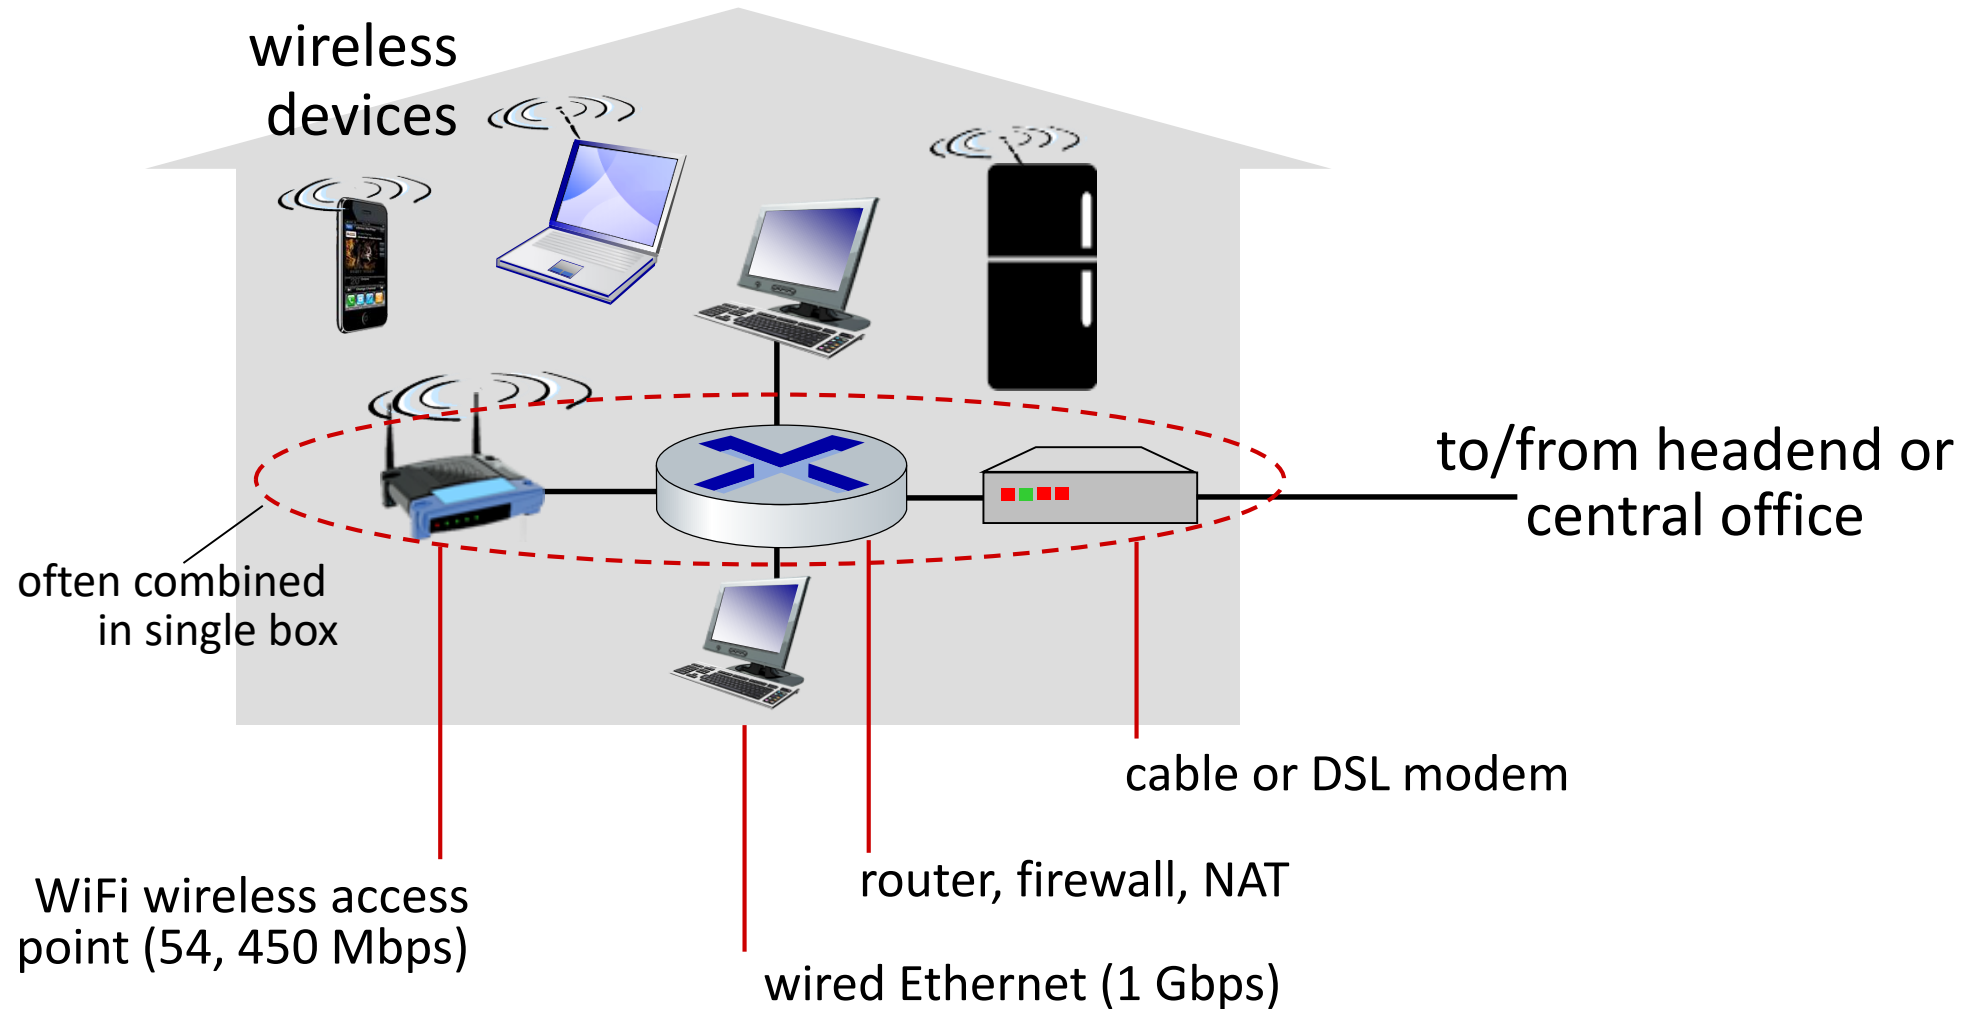 wireless
devices
to/from headend or
central office
often combined
in single box
cable or DSL modem
router, firewall, NAT
WiFi wireless access
point (54, 450 Mbps)
wired Ethernet (1 Gbps)